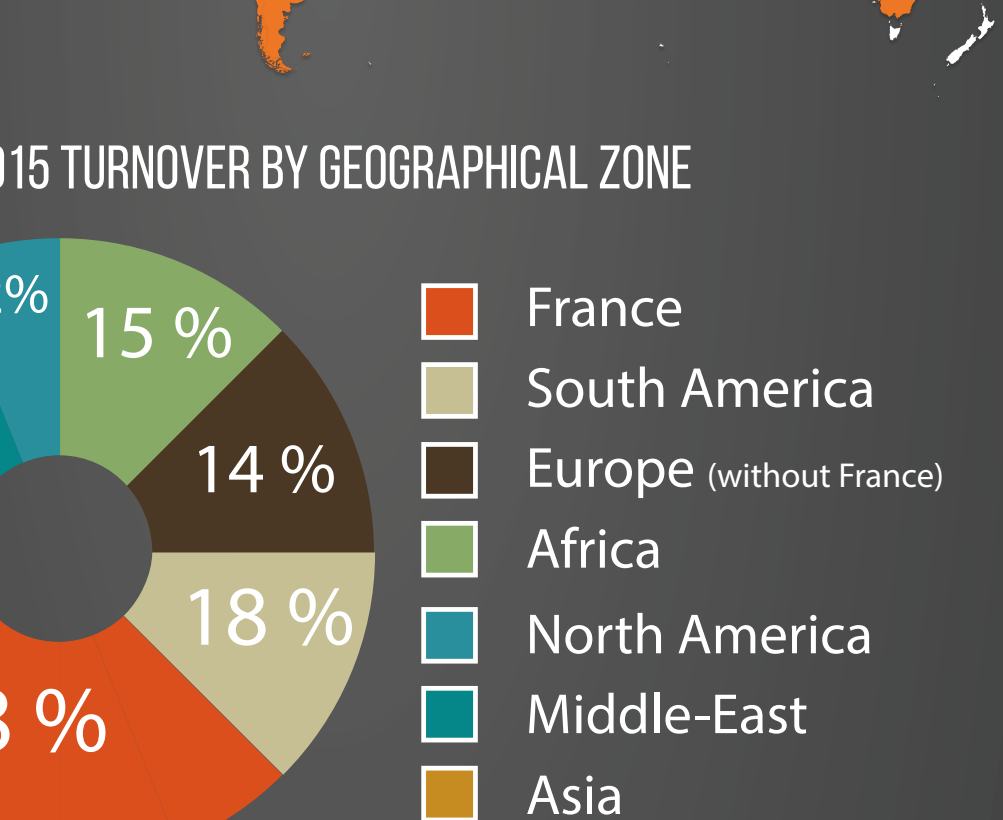 015 TURNOVER BY GEOGRAPHICAL ZONE
%
15 %
14 %
18 %
%
France
South America
Europe (without France)
Africa
North America
Middle-East
Asia